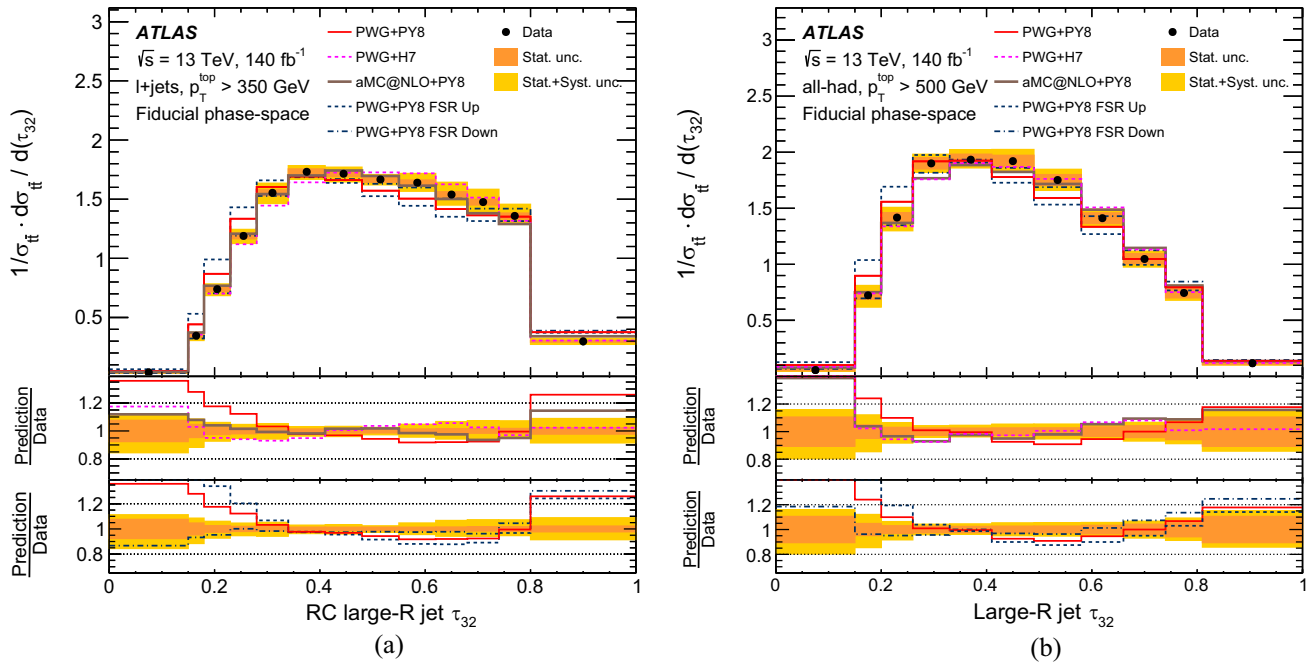 ATLAS
√s = 13 TeV, 140 fb⁻¹
l+jets, p_T^top > 350 GeV
Fiducial phase-space
PWG+PY8
PWG+H7
aMC@NLO+PY8
PWG+PY8 FSR Up
PWG+PY8 FSR Down
Data
Stat. unc.
Stat.+Syst. unc.
1/σ_tt̄ · dσ_tt̄ / d(τ₃₂)
3
2.5
2
1.5
1
0.5
Prediction
Data
1.2
1
0.8
Prediction
Data
1.2
1
0.8
0 0.2 0.4 0.6 0.8 1
RC large-R jet τ₃₂
(a)
ATLAS
√s = 13 TeV, 140 fb⁻¹
all-had, p_T^top > 500 GeV
Fiducial phase-space
PWG+PY8
PWG+H7
aMC@NLO+PY8
PWG+PY8 FSR Up
PWG+PY8 FSR Down
Data
Stat. unc.
Stat.+Syst. unc.
1/σ_tt̄ · dσ_tt̄ / d(τ₃₂)
3
2.5
2
1.5
1
0.5
Prediction
Data
1.2
1
0.8
Prediction
Data
1.2
1
0.8
0 0.2 0.4 0.6 0.8 1
Large-R jet τ₃₂
(b)